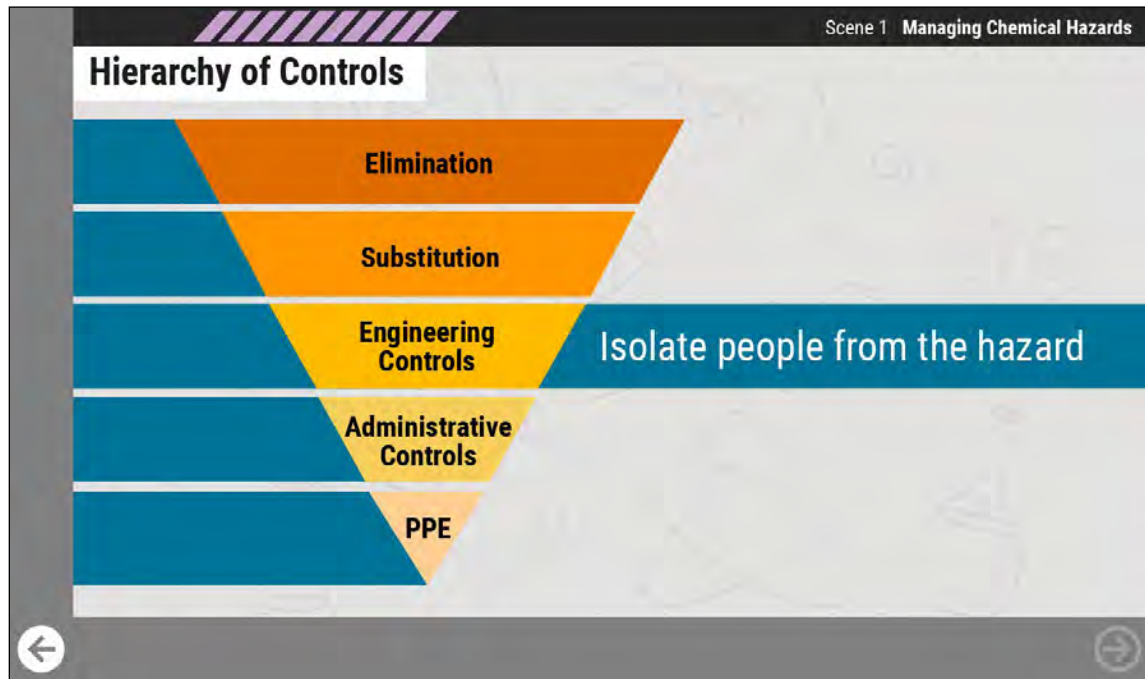 Scene 1 Managing Chemical Hazards
Hierarchy of Controls
Elimination
Substitution
Engineering
Controls
Isolate people from the hazard
Administrative
Controls
PPE